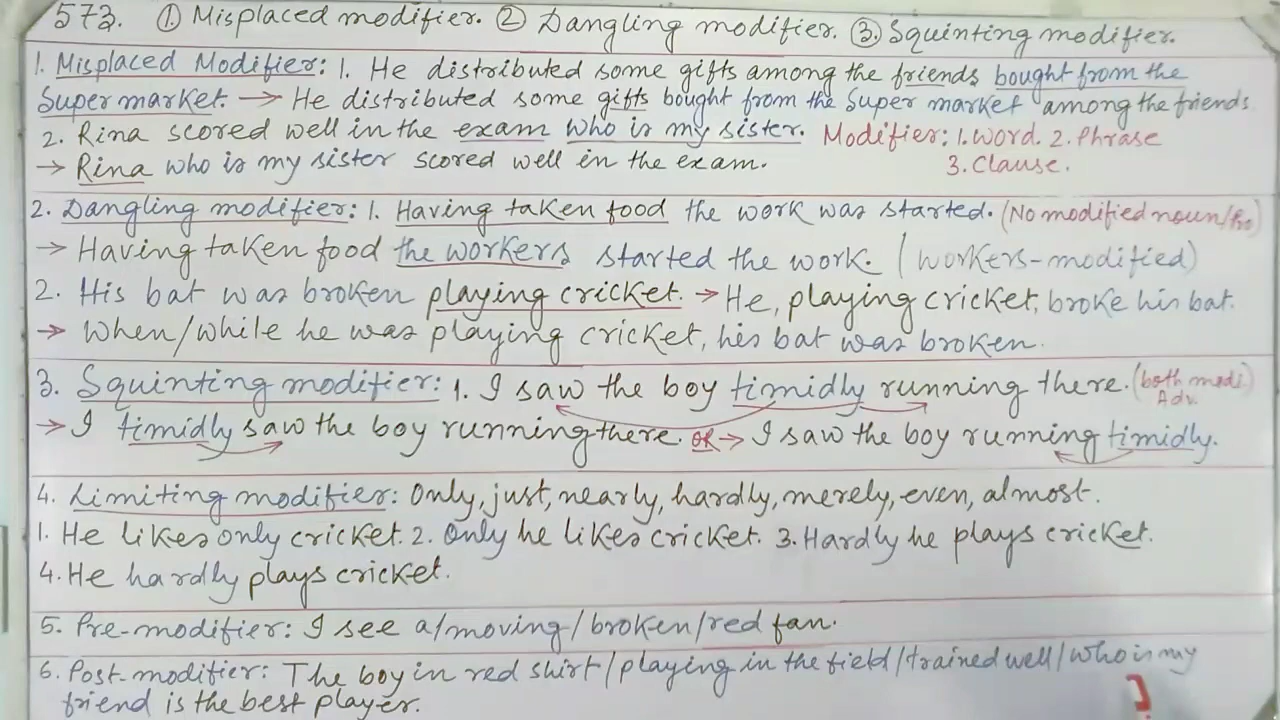 573. ① Misplaced modifier. ② Dangling modifier. ③ Squinting modifier.
1. Misplaced Modifier: 1. He distributed some gifts among the friends bought from the
Super market. → He distributed some gifts bought from the Super market among the friends.
2. Rina scored well in the exam who is my sister. Modifier: 1. Word. 2. Phrase
3. Clause.
→ Rina who is my sister scored well in the exam.
2. Dangling modifier: 1. Having taken food the work was started. (No modified noun/Pro)
→ Having taken food the workers started the work. (workers-modified)
2. His bat was broken playing cricket. → He, playing cricket, broke his bat.
→ When/while he was playing cricket, his bat was broken.
3. Squinting modifier: 1. I saw the boy timidly running there. (both modi.)
Adv.
→ I timidly saw the boy running there. OR → I saw the boy running timidly.
4. Limiting modifier: Only, just, nearly, hardly, merely, even, almost.
1. He likes only cricket. 2. Only he likes cricket. 3. Hardly he plays cricket.
4. He hardly plays cricket.
5. Pre-modifier: I see a/moving/broken/red fan.
6. Post-modifier: The boy in red shirt/playing in the field/trained well/who is my
friend is the best player.